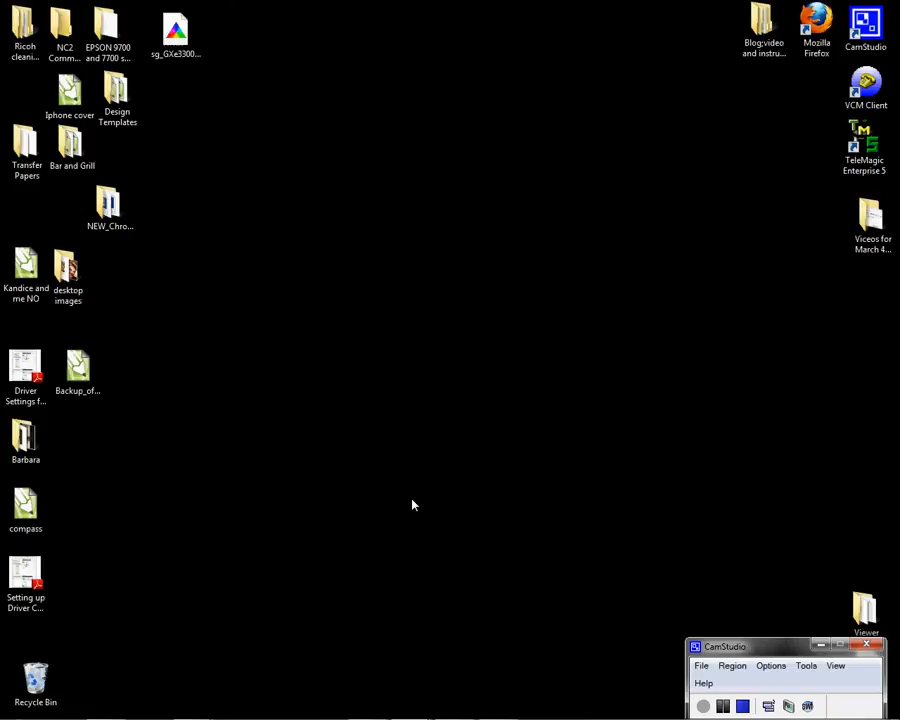 Ricoh
cleani...
NC2
Comm...
EPSON 9700
and 7700 s...
sg_GXe3300...
Blog;video
and instru...
Mozilla
Firefox
CamStudio
Iphone cover
Design
Templates
VCM Client
Transfer
Papers
Bar and Grill
TeleMagic
Enterprise 5
NEW_Chro...
Viceos for
March 4...
Kandice and
me NO
desktop
images
Driver
Settings f...
Backup_of...
Barbara
compass
Setting up
Driver C...
Viewer
CamStudio
File Region Options Tools View
Help
Recycle Bin